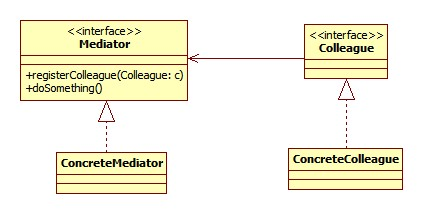 <<interface>>
Mediator
+registerColleague(Colleague: c)
+doSomething()
<<interface>>
Colleague
ConcreteMediator
ConcreteColleague